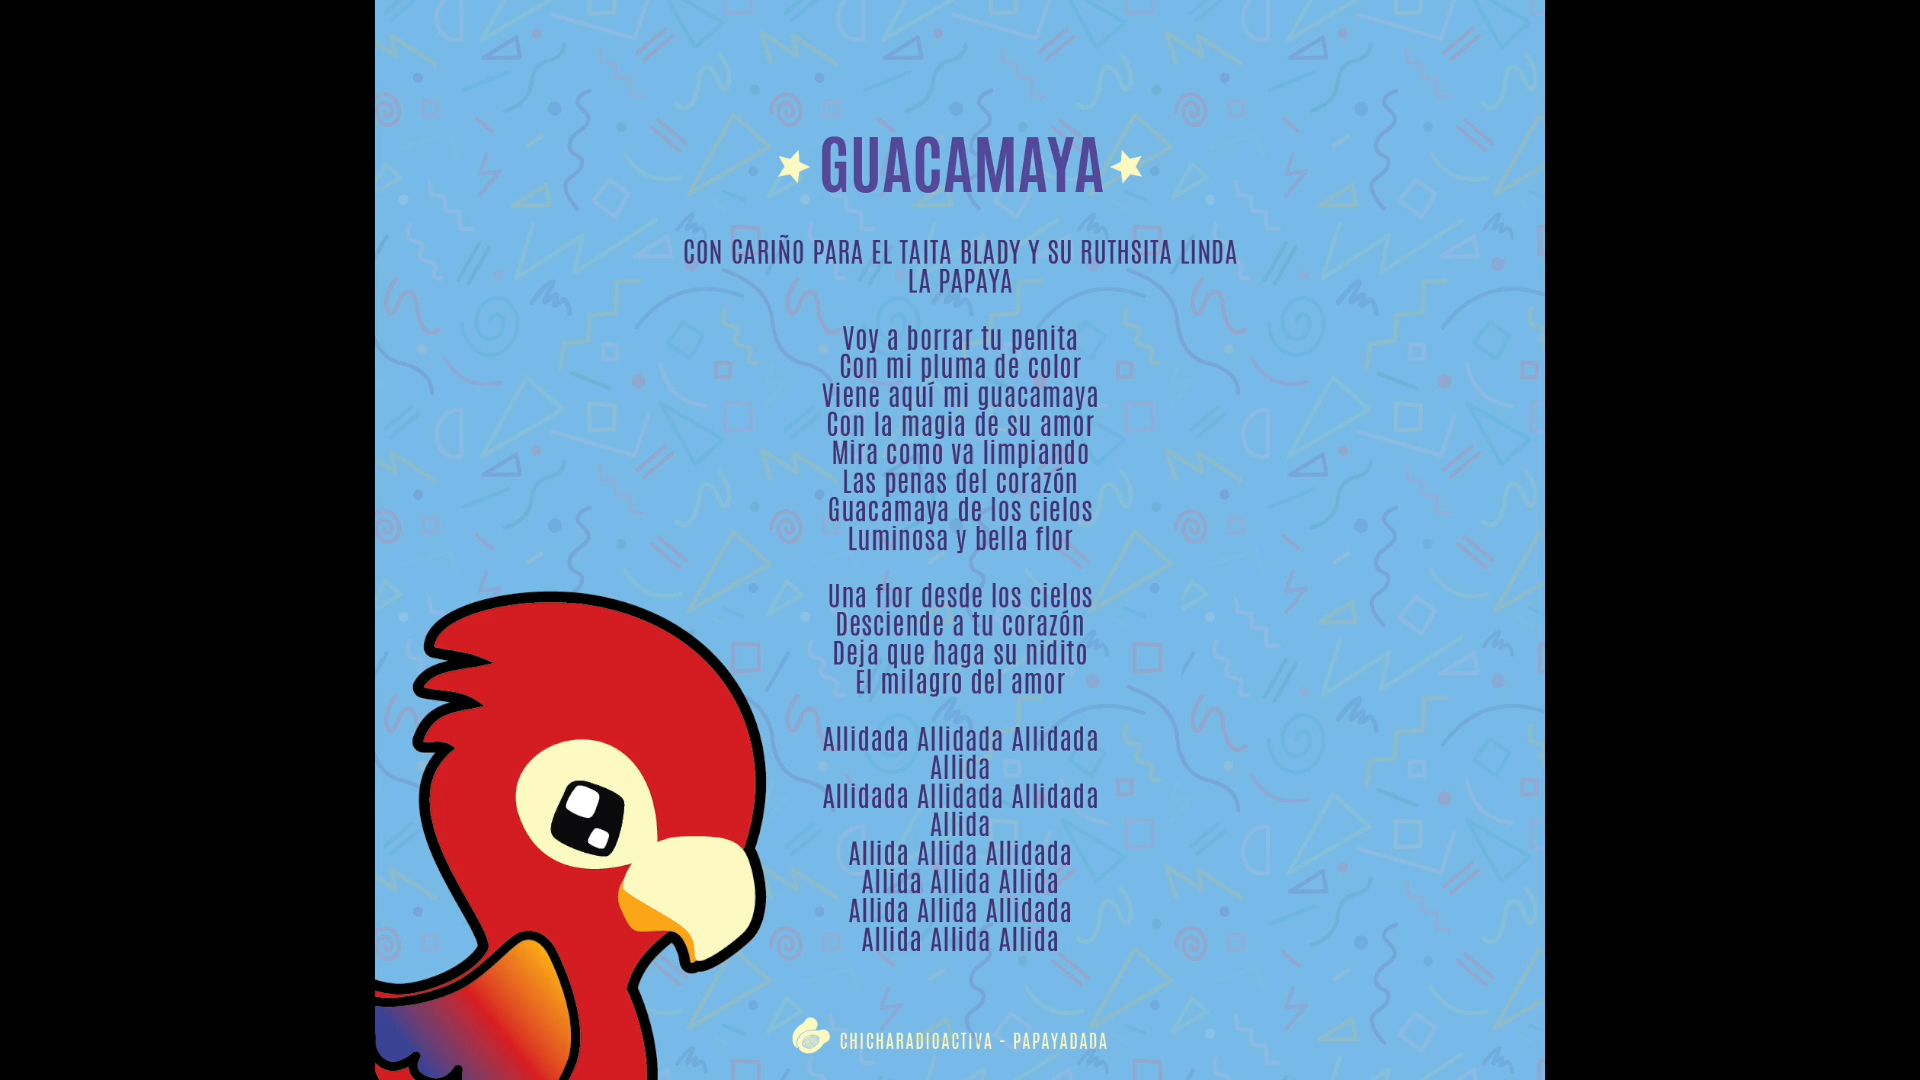 GUACAMAYA
CON CARIÑO PARA EL TAITA BLADY Y SU RUTHSITA LINDA
LA PAPAYA
Voy a borrar tu penita
Con mi pluma de color
Viene aquí mi guacamaya
Con la magia de su amor
Mira como va limpiando
Las penas del corazón
Guacamaya de los cielos
Luminosa y bella flor
Una flor desde los cielos
Desciende a tu corazón
Deja que haga su nidito
El milagro del amor
Allidada Allidada Allidada
Allida
Allidada Allidada Allidada
Allida
Allida Allida Allidada
Allida Allida Allida
Allida Allida Allidada
Allida Allida Allida
CHICHARADIOACTIVA - PAPAYADADA